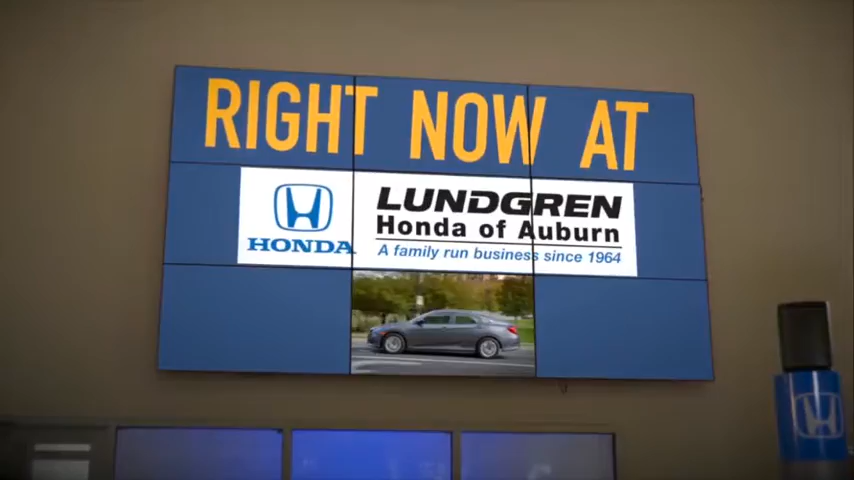 RIGHT NOW AT
LUNDGREN
Honda of Auburn
HONDA
A family run business since 1964